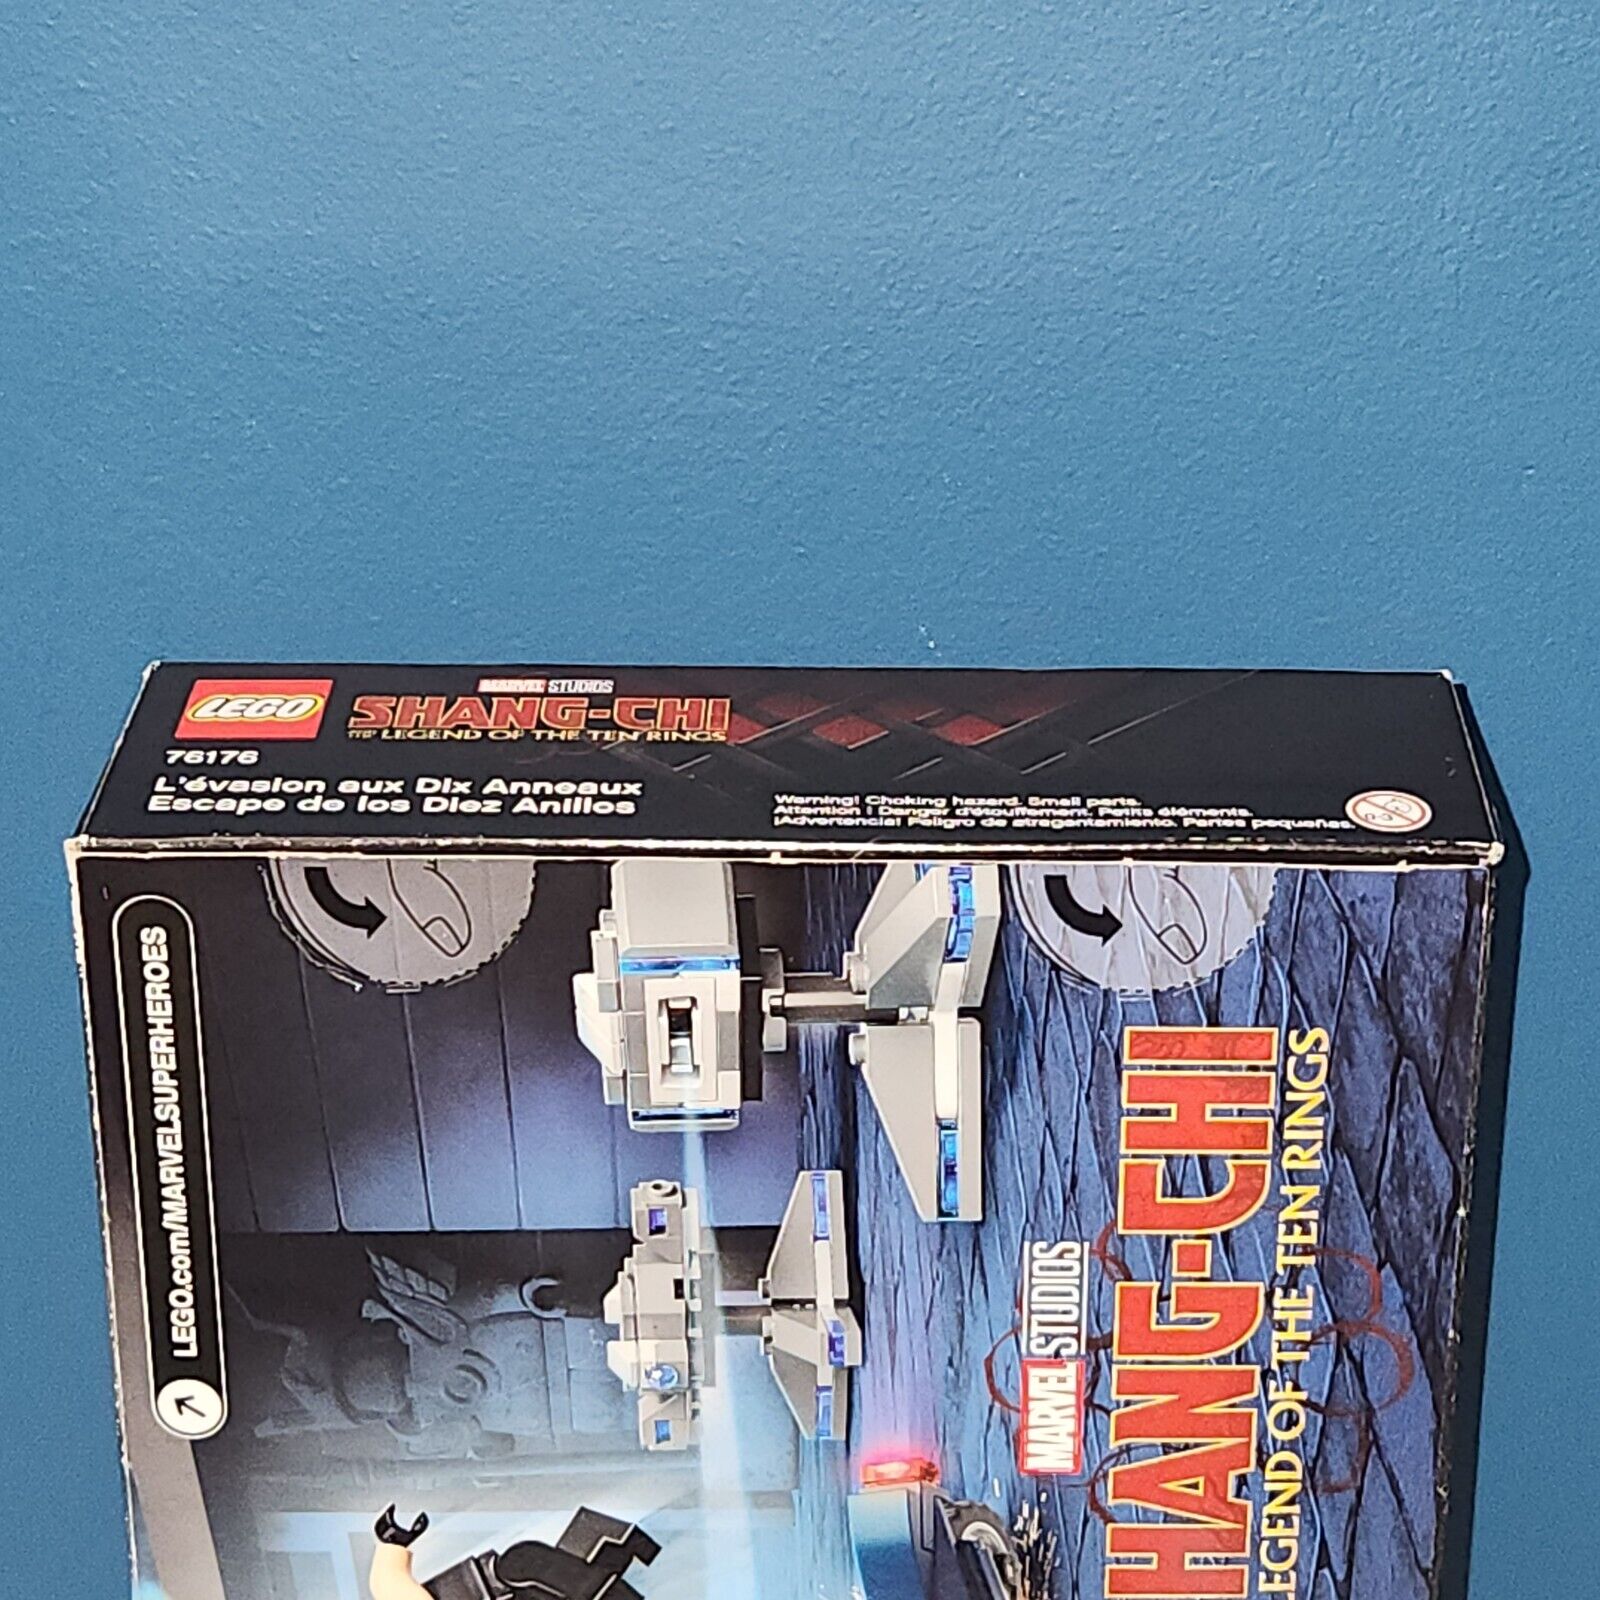 LEGO
MARVEL STUDIOS
SHANG-CHI
AND THE LEGEND OF THE TEN RINGS
76176
L'évasion aux Dix Anneaux
Escape de los Diez Anillos
Warning! Choking hazard. Small parts.
Attention ! Danger d'étouffement. Petits éléments.
¡Advertencia! Peligro de atragantamiento. Partes pequeñas.
LEGO.com/MARVELSUPERHEROES
MARVEL STUDIOS
HANG-CHI
LEGEND OF THE TEN RINGS